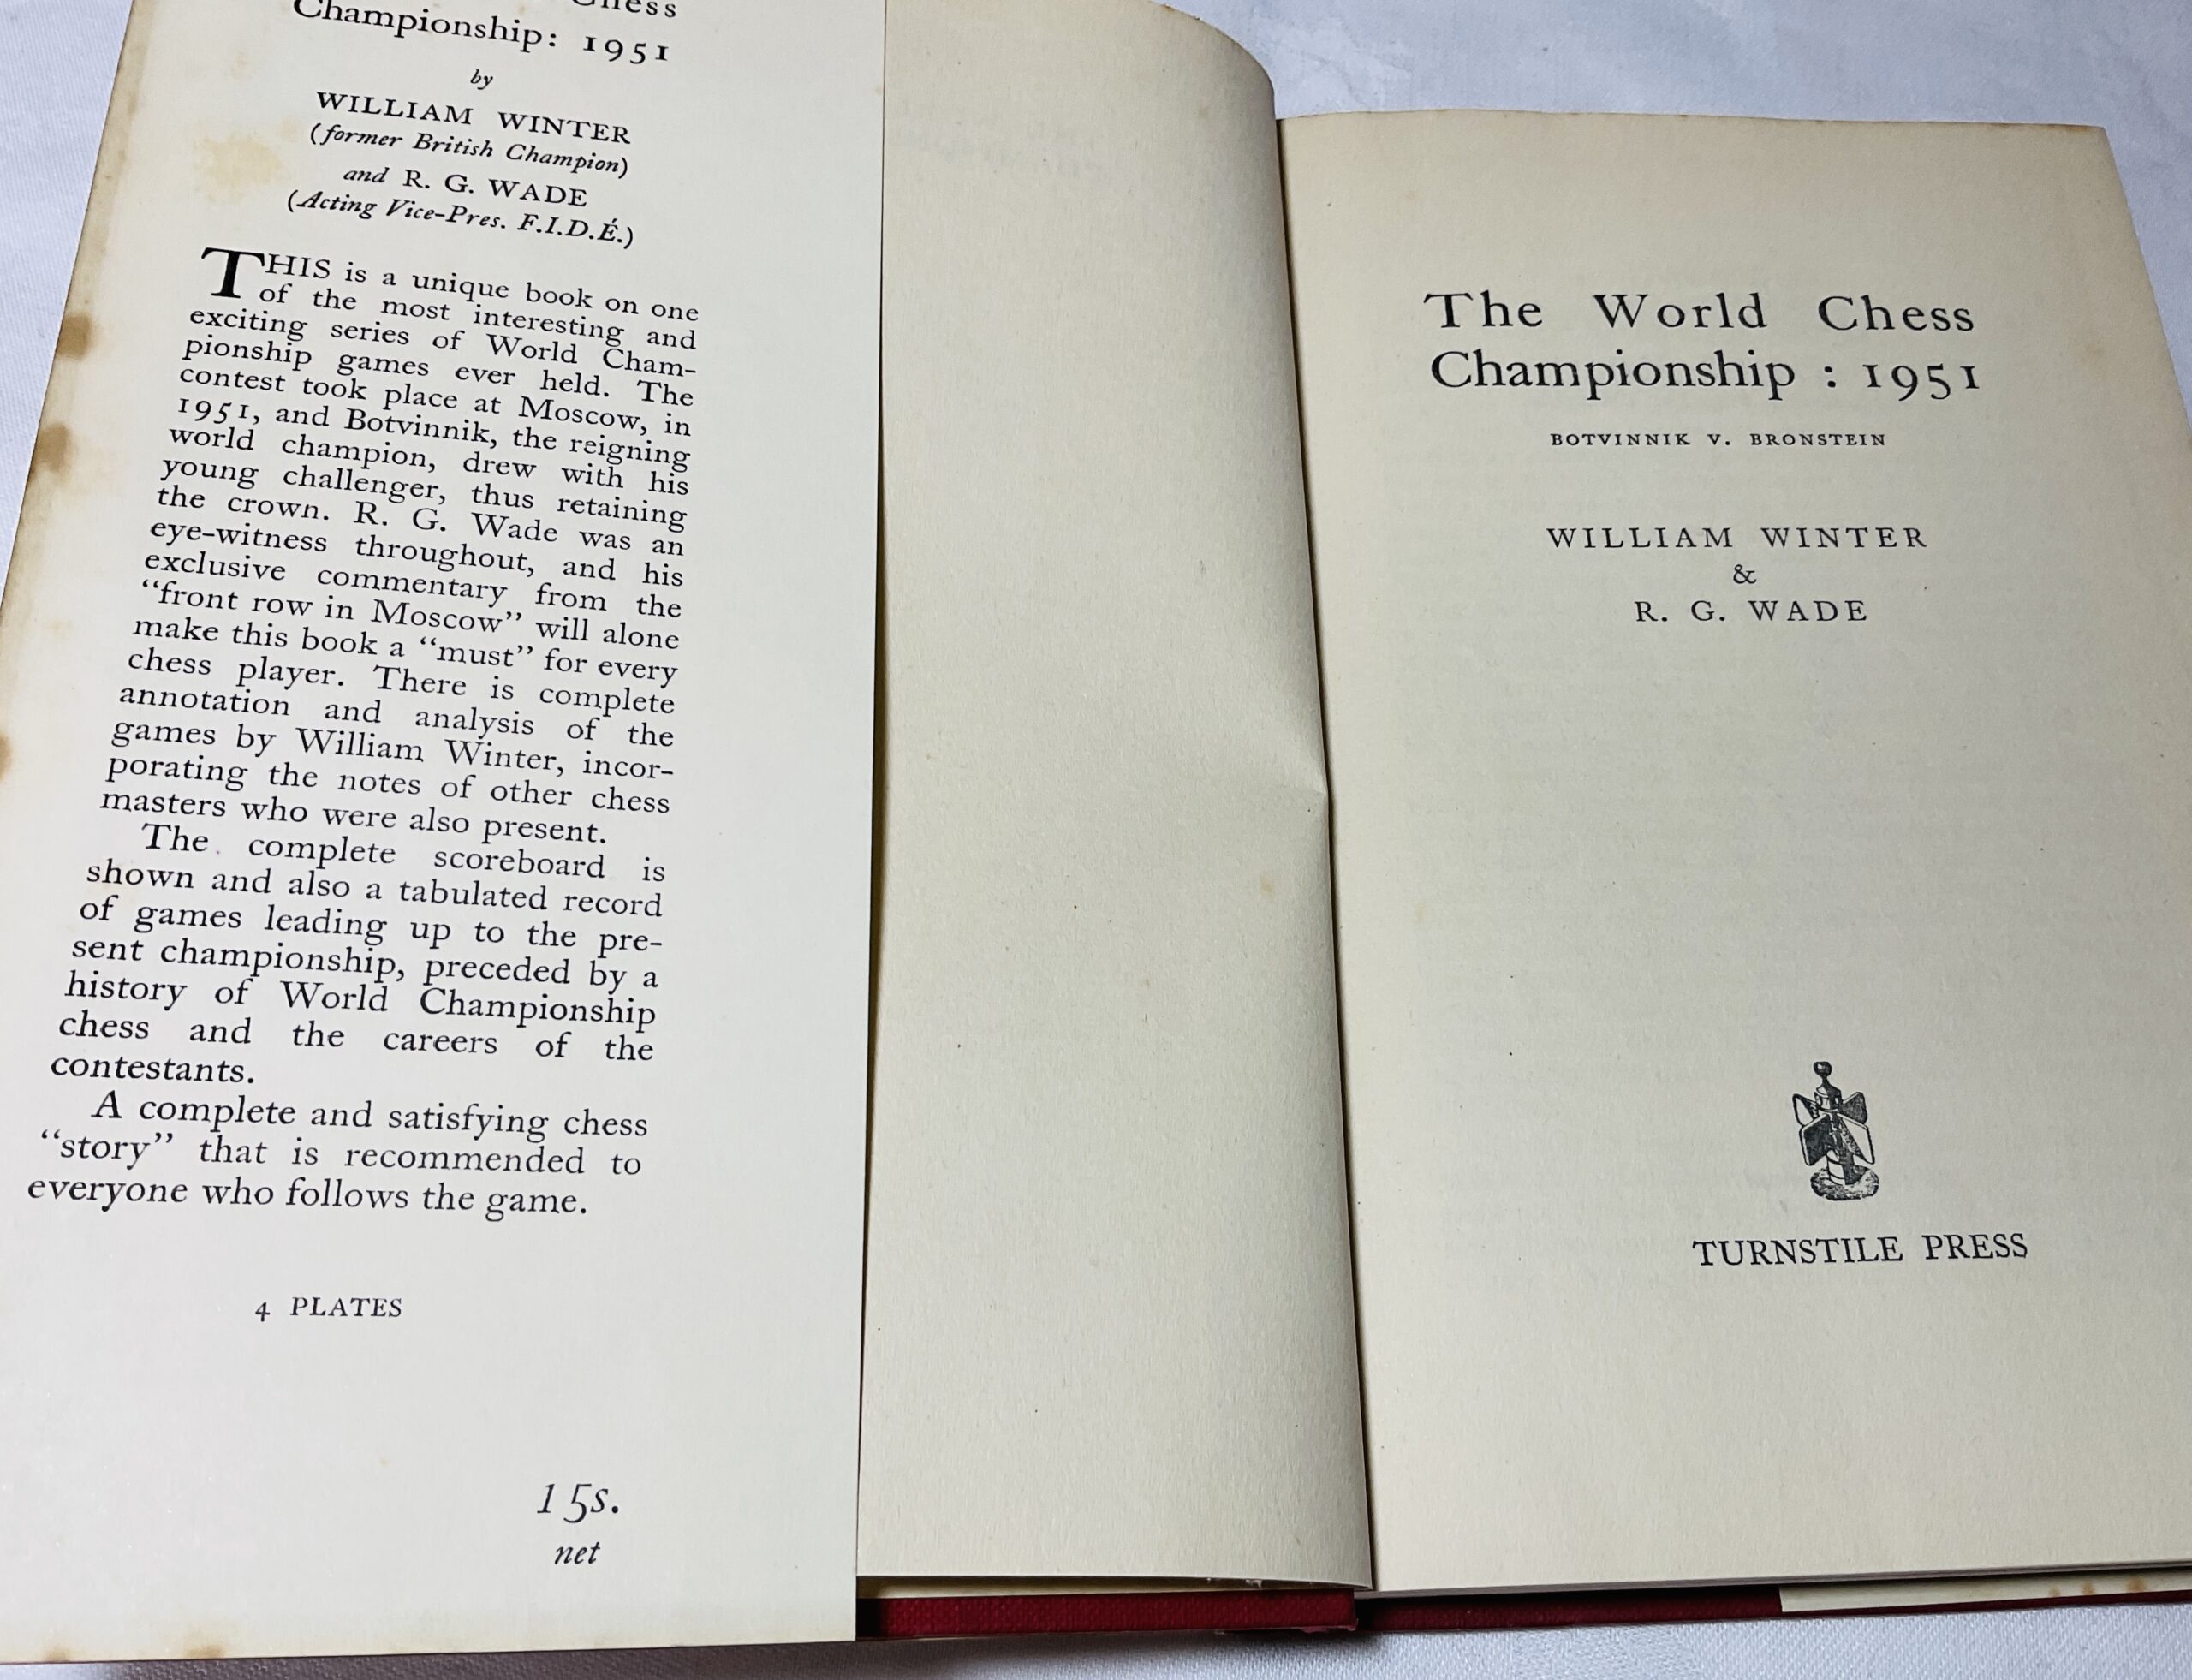 Chess
Championship: 1951
by
WILLIAM WINTER
(former British Champion)
and R. G. WADE
(Acting Vice-Pres. F.I.D.É.)
THIS is a unique book on one
of the most interesting and
exciting series of World Cham-
pionship games ever held. The
contest took place at Moscow, in
1951, and Botvinnik, the reigning
world champion, drew with his
young challenger, thus retaining
the crown. R. G. Wade was an
eye-witness throughout, and his
exclusive commentary from the
“front row in Moscow” will alone
make this book a “must” for every
chess player. There is complete
annotation and analysis of the
games by William Winter, incor-
porating the notes of other chess
masters who were also present.
The complete scoreboard is
shown and also a tabulated record
of games leading up to the pre-
sent championship, preceded by a
history of World Championship
chess and the careers of the
contestants.
A complete and satisfying chess
“story” that is recommended to
everyone who follows the game.
4 PLATES
15s.
net
The World Chess
Championship : 1951
BOTVINNIK V. BRONSTEIN
WILLIAM WINTER
&
R. G. WADE
TURNSTILE PRESS